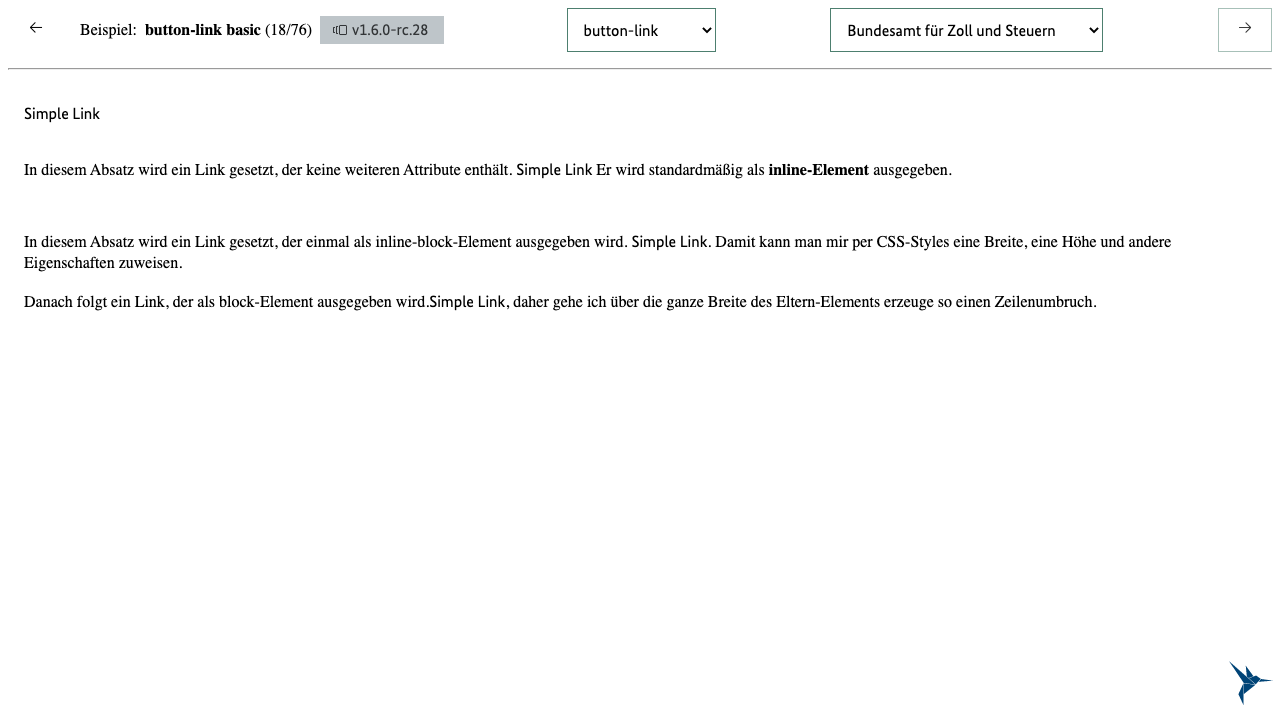 Beispiel: button-link basic (18/76) v1.6.0-rc.28 button-link Bundesamt für Zoll und Steuern
Simple Link
In diesem Absatz wird ein Link gesetzt, der keine weiteren Attribute enthält. Simple Link Er wird standardmäßig als inline-Element ausgegeben.
In diesem Absatz wird ein Link gesetzt, der einmal als inline-block-Element ausgegeben wird. Simple Link. Damit kann man mir per CSS-Styles eine Breite, eine Höhe und andere
Eigenschaften zuweisen.
Danach folgt ein Link, der als block-Element ausgegeben wird.Simple Link, daher gehe ich über die ganze Breite des Eltern-Elements erzeuge so einen Zeilenumbruch.